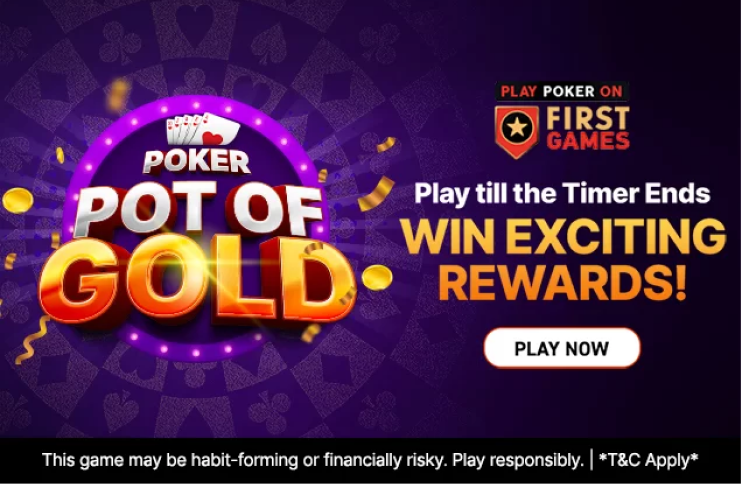 POKER
POT OF
GOLD
PLAY POKER ON
FIRST
GAMES
Play till the Timer Ends
WIN EXCITING
REWARDS!
PLAY NOW
This game may be habit-forming or financially risky. Play responsibly. | *T&C Apply*